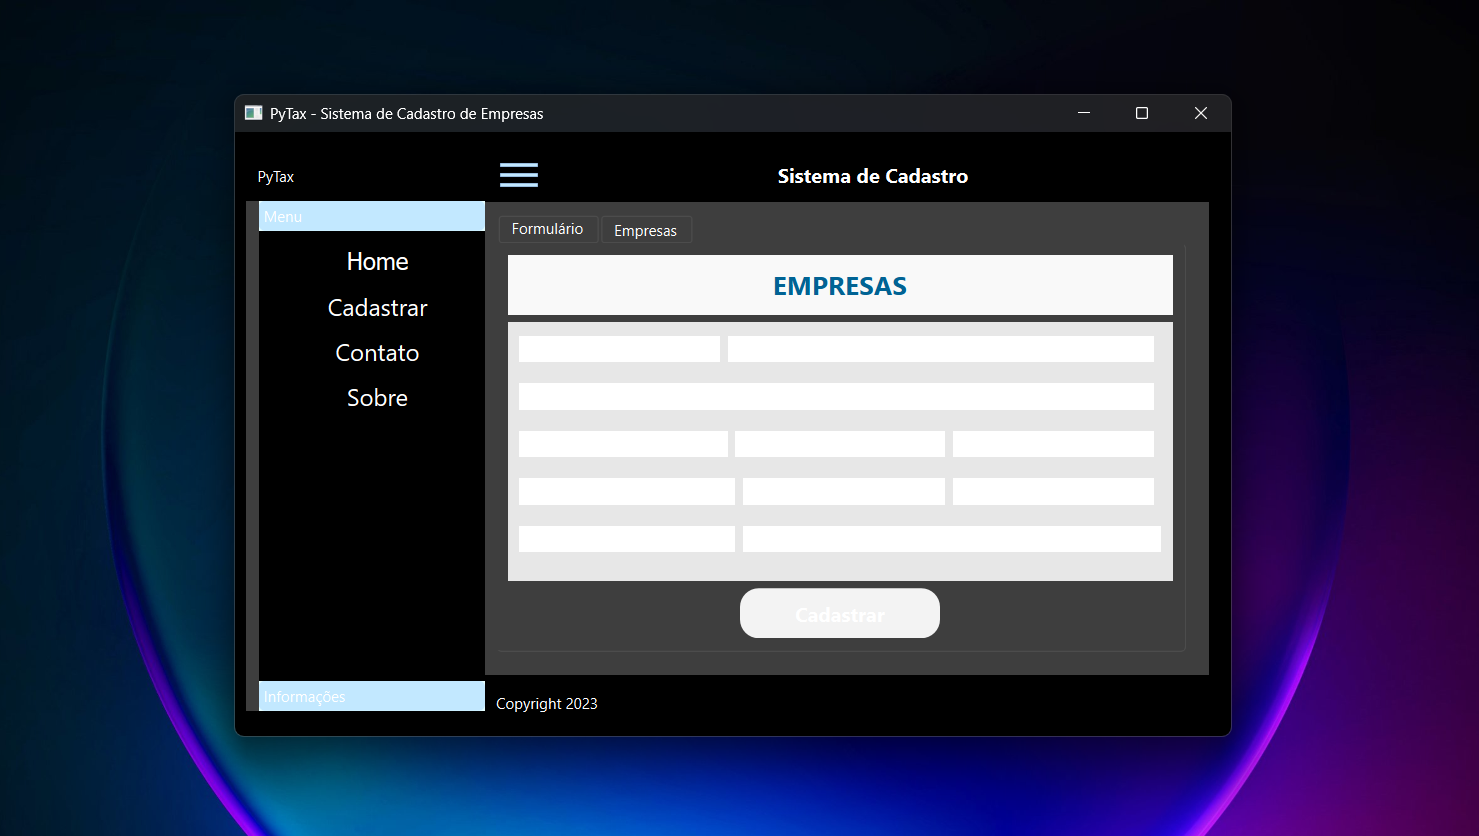 PyTax - Sistema de Cadastro de Empresas
PyTax
Sistema de Cadastro
Menu
Home
Cadastrar
Contato
Sobre
Informações
Formulário
Empresas
EMPRESAS
Cadastrar
Copyright 2023